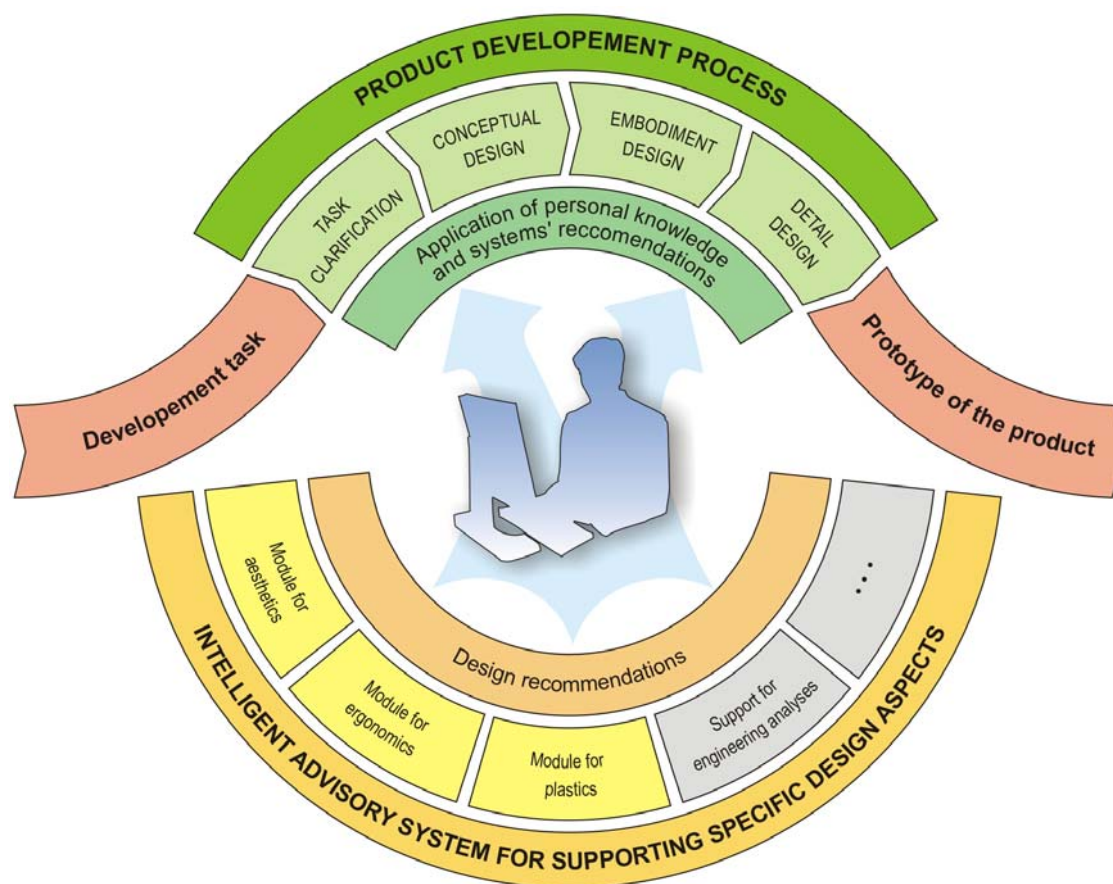 PRODUCT DEVELOPEMENT PROCESS
TASK
CLARIFICATION
CONCEPTUAL
DESIGN
EMBODIMENT
DESIGN
DETAIL
DESIGN
Application of personal knowledge
and systems' reccomendations
Developement task
Prototype of the product
Design recommendations
Module for
aesthetics
Module for
ergonomics
Module for
plastics
Support for
engineering analyses
...
INTELLIGENT ADVISORY SYSTEM FOR SUPPORTING SPECIFIC DESIGN ASPECTS